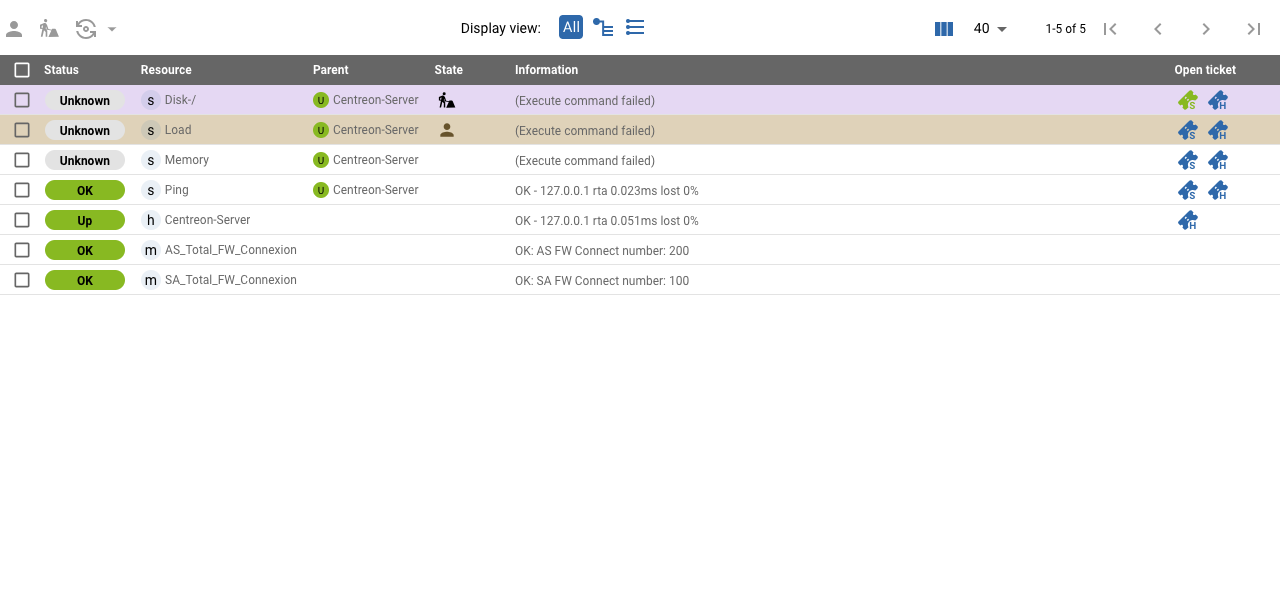 Display view: All 40 1-5 of 5
Status Resource Parent State Information Open ticket
Unknown s Disk-/ U Centreon-Server (Execute command failed) S H
Unknown s Load U Centreon-Server (Execute command failed) S H
Unknown s Memory U Centreon-Server (Execute command failed) S H
OK s Ping U Centreon-Server OK - 127.0.0.1 rta 0.023ms lost 0% S H
Up h Centreon-Server OK - 127.0.0.1 rta 0.051ms lost 0% H
OK m AS_Total_FW_Connexion OK: AS FW Connect number: 200
OK m SA_Total_FW_Connexion OK: SA FW Connect number: 100